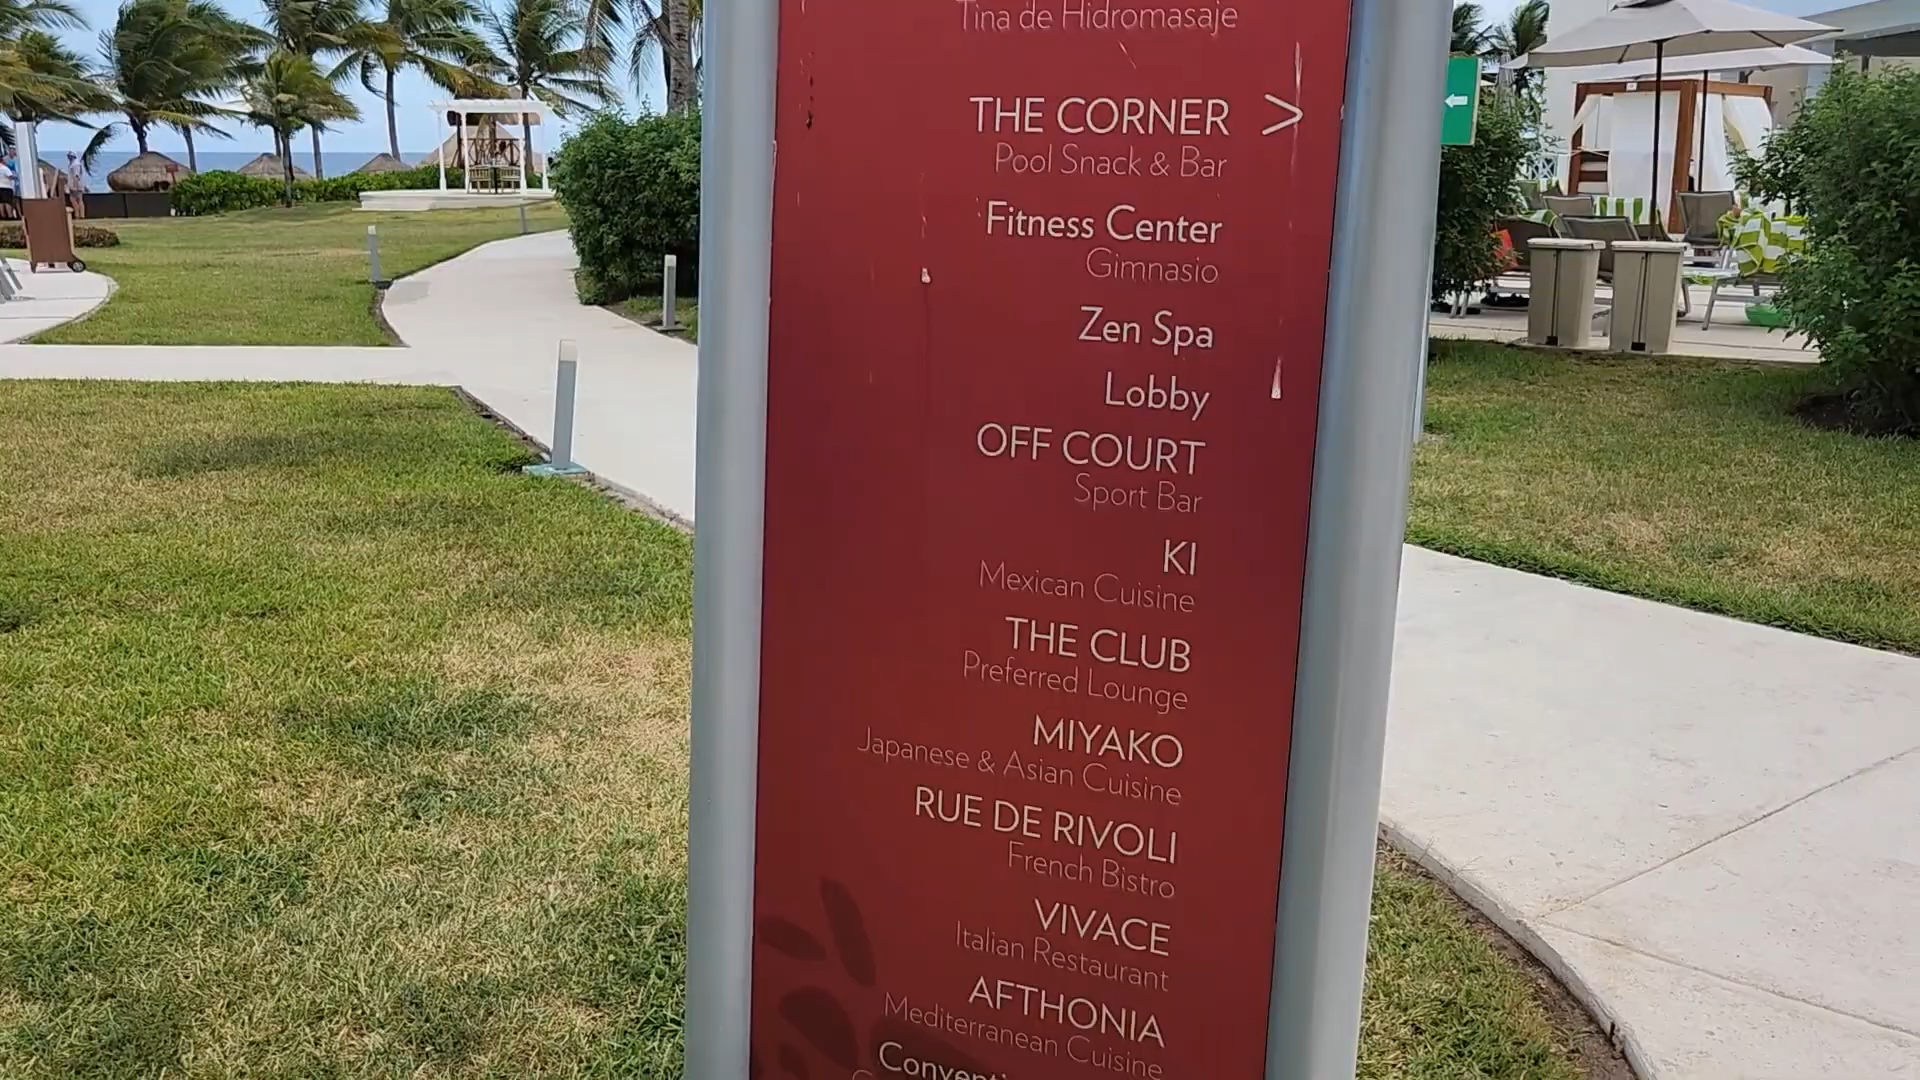 Tina de Hidromasaje
THE CORNER >
Pool Snack & Bar
Fitness Center
Gimnasio
Zen Spa
Lobby
OFF COURT
Sport Bar
KI
Mexican Cuisine
THE CLUB
Preferred Lounge
MIYAKO
Japanese & Asian Cuisine
RUE DE RIVOLI
French Bistro
VIVACE
Italian Restaurant
AFTHONIA
Mediterranean Cuisine